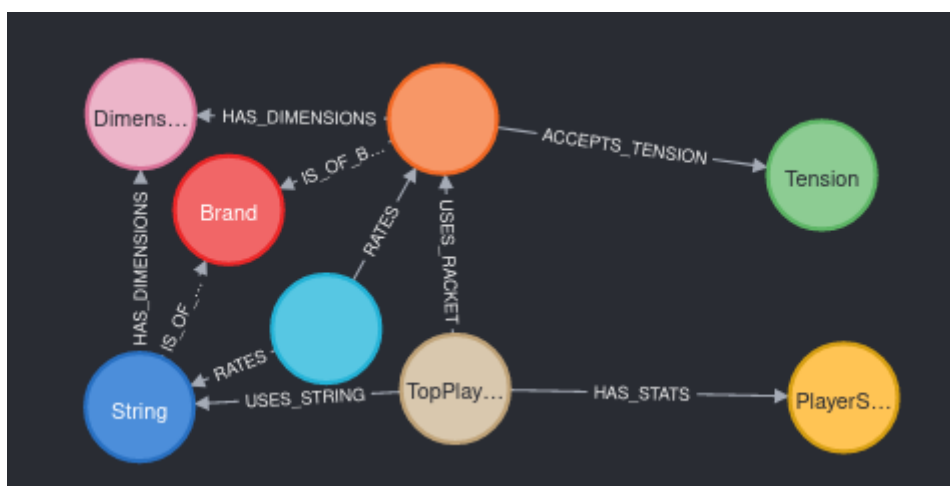 Dimens...
HAS_DIMENSIONS
ACCEPTS_TENSION
Tension
IS_OF_B...
Brand
RATES
USES_RACKET
HAS_DIMENSIONS
IS_OF_...
RATES
USES_STRING
String
TopPlay...
HAS_STATS
PlayerS...